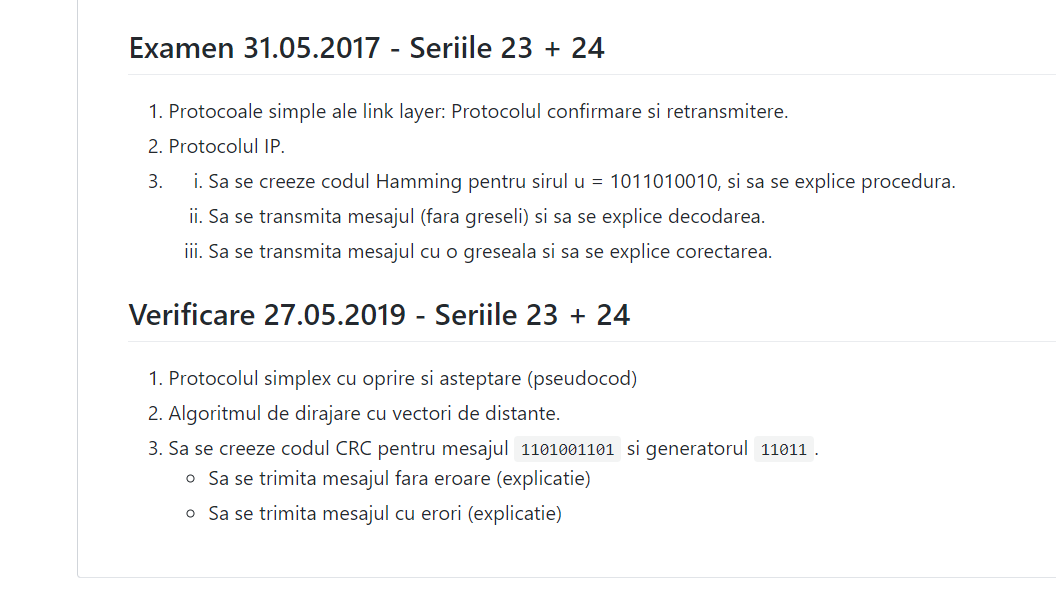 Examen 31.05.2017 - Seriile 23 + 24
1. Protocoale simple ale link layer: Protocolul confirmare si retransmitere.
2. Protocolul IP.
3. i. Sa se creeze codul Hamming pentru sirul u = 1011010010, si sa se explice procedura.
ii. Sa se transmita mesajul (fara greseli) si sa se explice decodarea.
iii. Sa se transmita mesajul cu o greseala si sa se explice corectarea.
Verificare 27.05.2019 - Seriile 23 + 24
1. Protocolul simplex cu oprire si asteptare (pseudocod)
2. Algoritmul de dirajare cu vectori de distante.
3. Sa se creeze codul CRC pentru mesajul 1101001101 si generatorul 11011.
○ Sa se trimita mesajul fara eroare (explicatie)
○ Sa se trimita mesajul cu erori (explicatie)